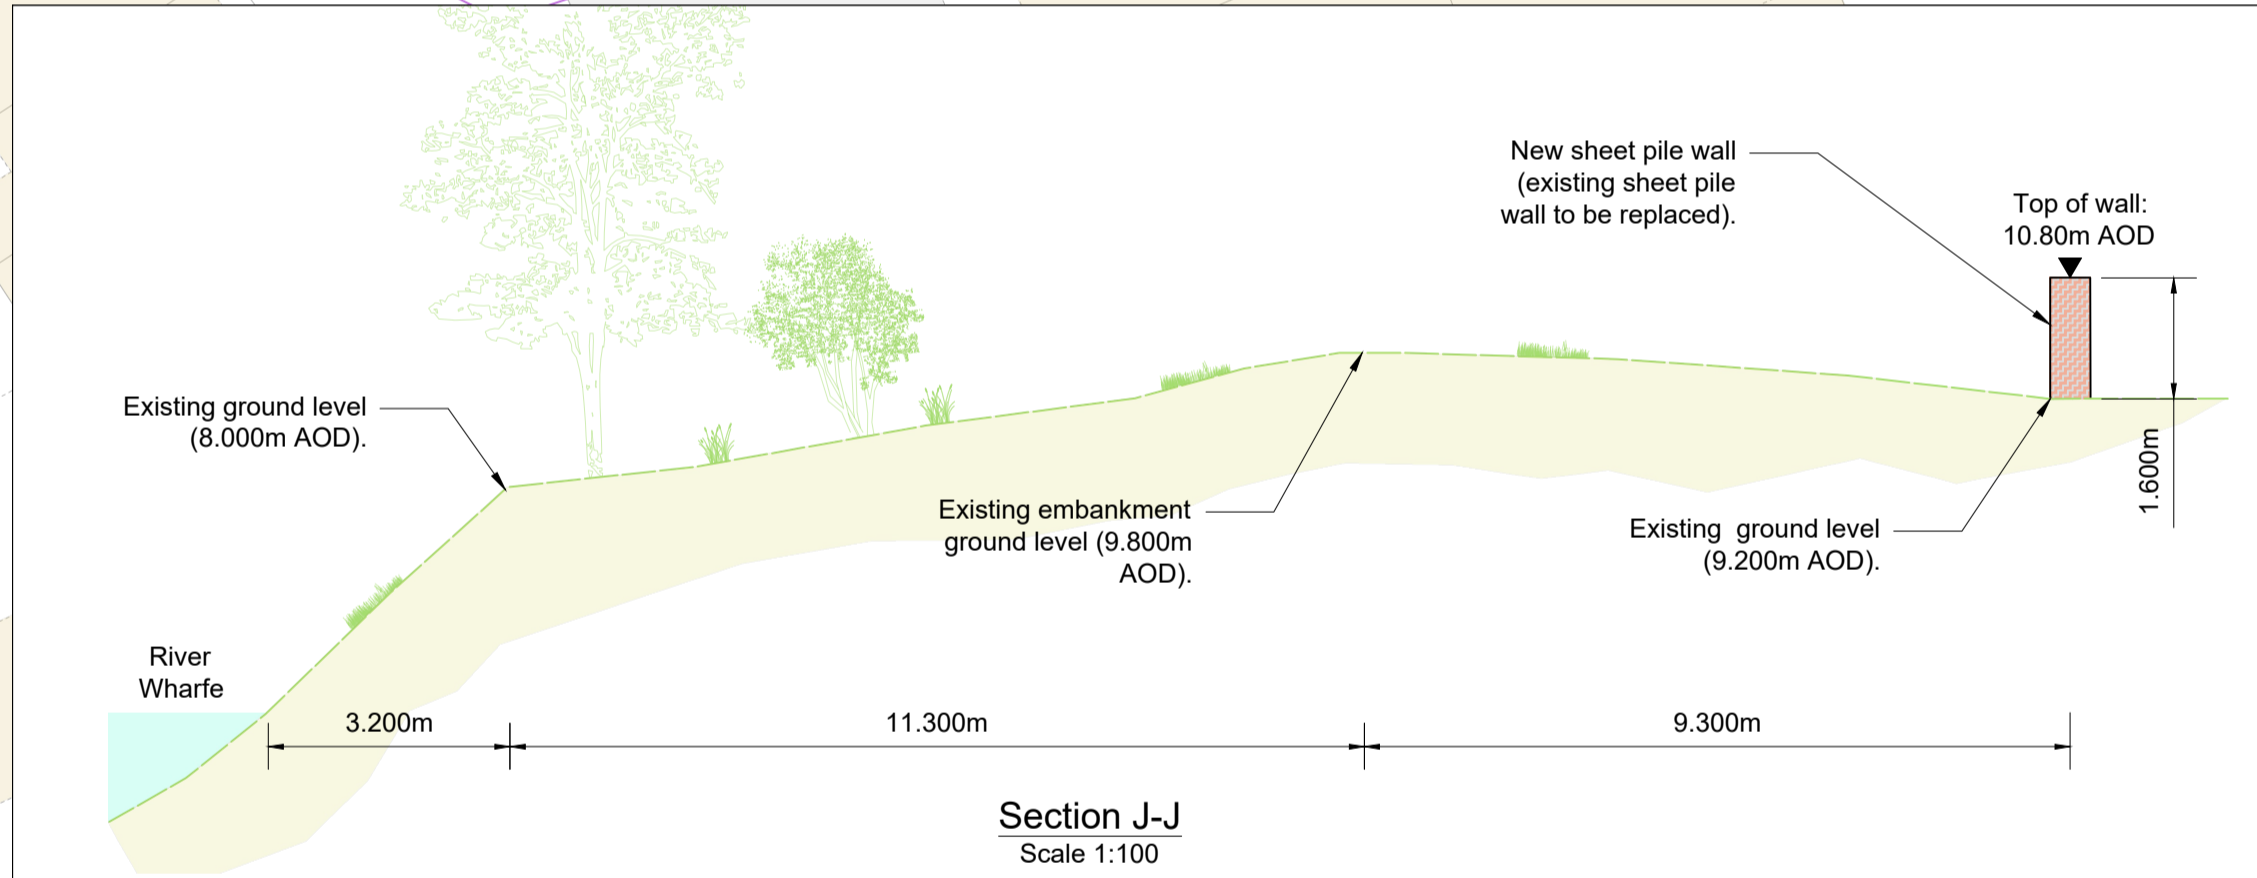 New sheet pile wall
(existing sheet pile
wall to be replaced).
Top of wall:
10.80m AOD
Existing ground level
(8.000m AOD).
1.600m
Existing embankment
ground level (9.800m
AOD).
Existing ground level
(9.200m AOD).
River
Wharfe
3.200m
11.300m
9.300m
Section J-J
Scale 1:100